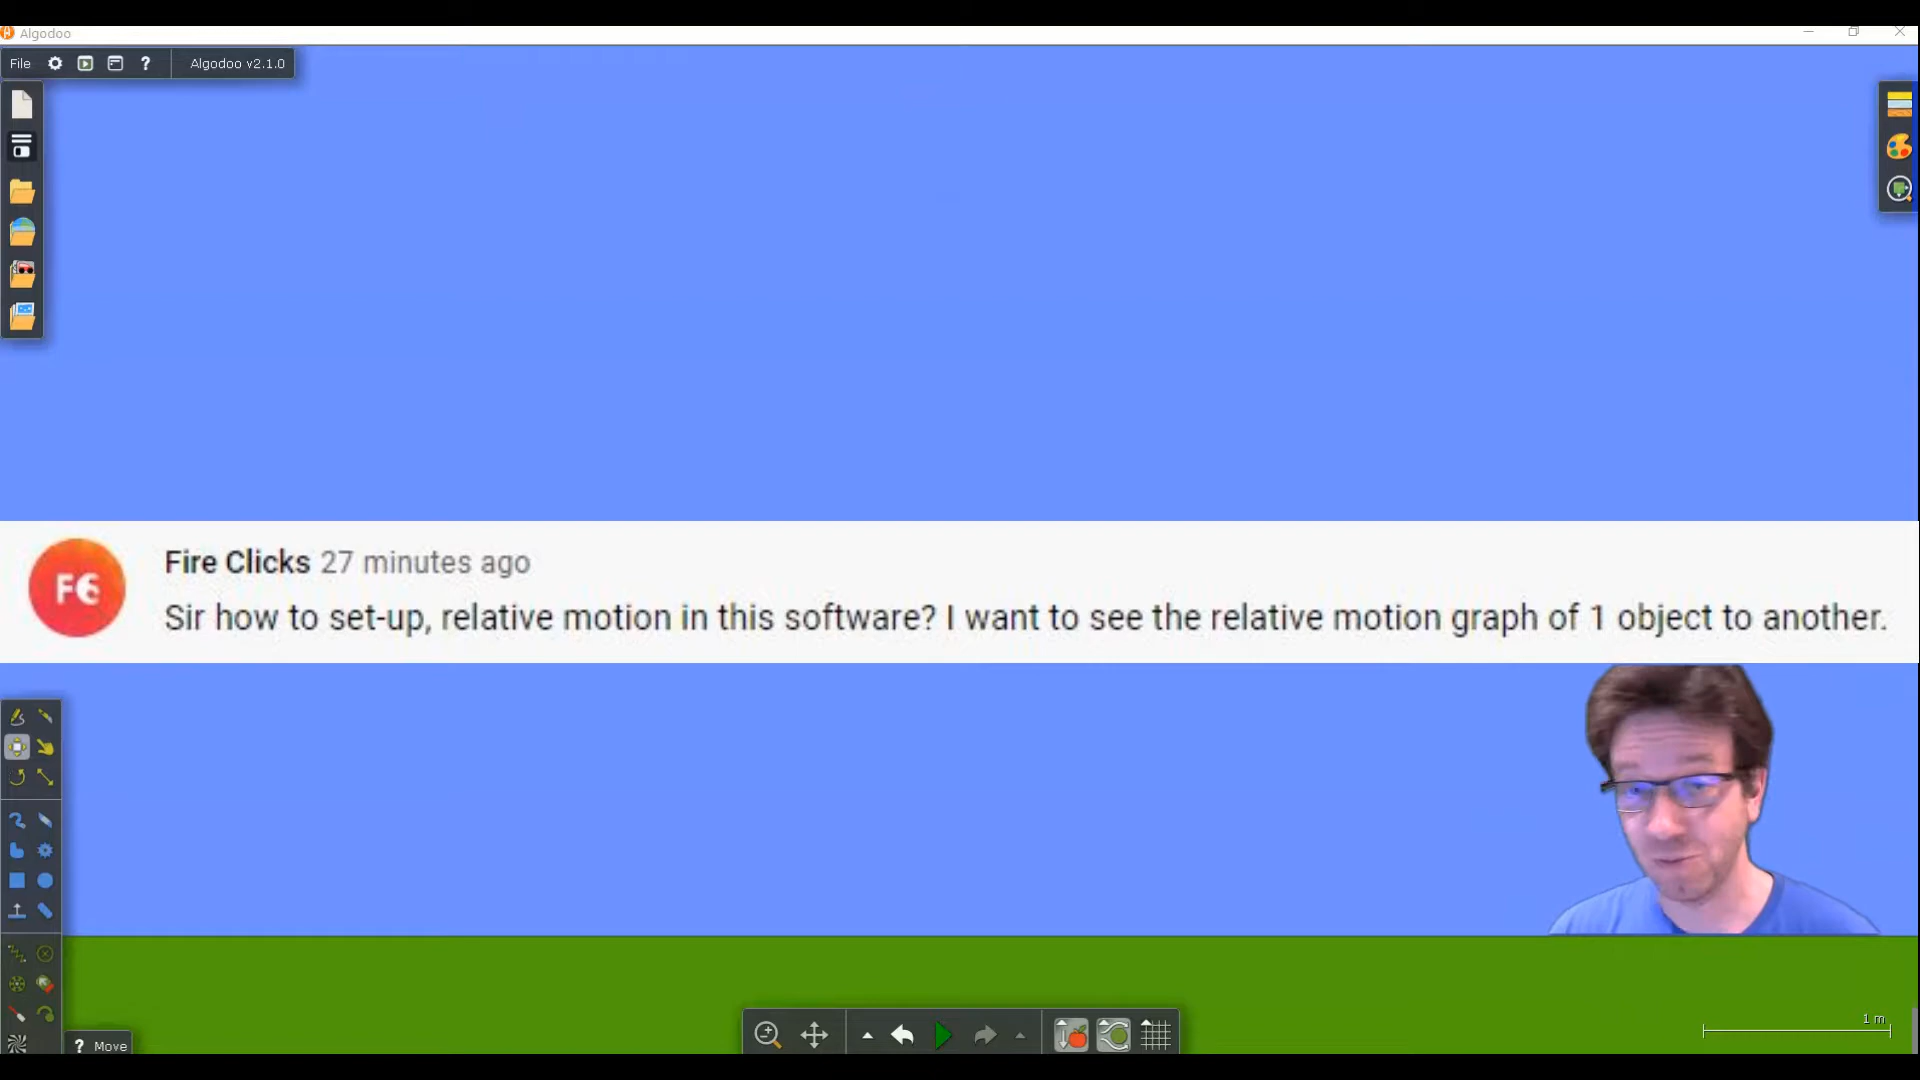 Algodoo
File ? Algodoo v2.1.0
F6
Fire Clicks 27 minutes ago
Sir how to set-up, relative motion in this software? I want to see the relative motion graph of 1 object to another.
1 m
? Move